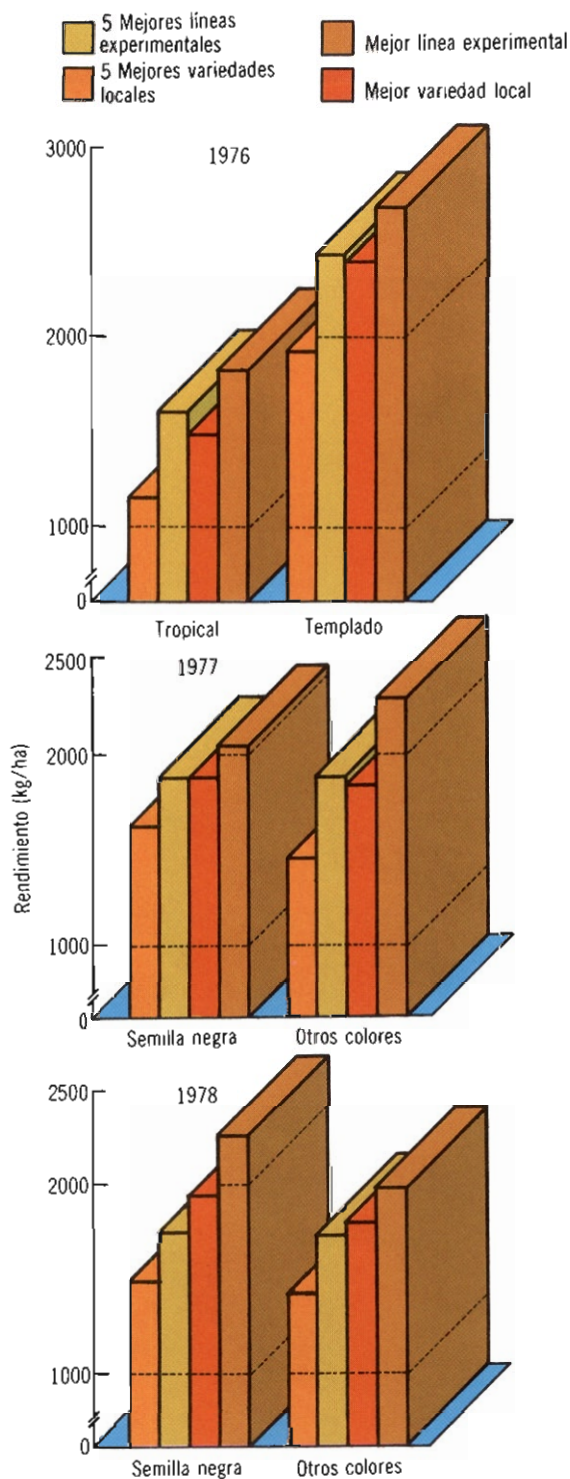 5 Mejores líneas
experimentales
5 Mejores variedades
locales
Mejor línea experimental
Mejor variedad local
3000
1976
2000
1000
0
Tropical Templado
2500
1977
2000
Rendimiento (kg/ha)
1000
0
Semilla negra Otros colores
2500
1978
2000
1000
0
Semilla negra Otros colores